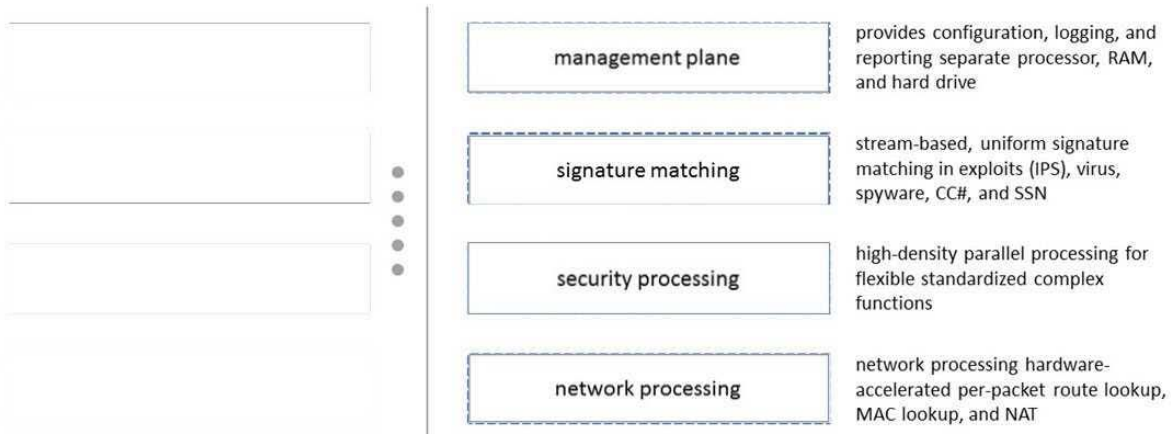 management plane
provides configuration, logging, and
reporting separate processor, RAM,
and hard drive
signature matching
stream-based, uniform signature
matching in exploits (IPS), virus,
spyware, CC#, and SSN
security processing
high-density parallel processing for
flexible standardized complex
functions
network processing
network processing hardware-
accelerated per-packet route lookup,
MAC lookup, and NAT